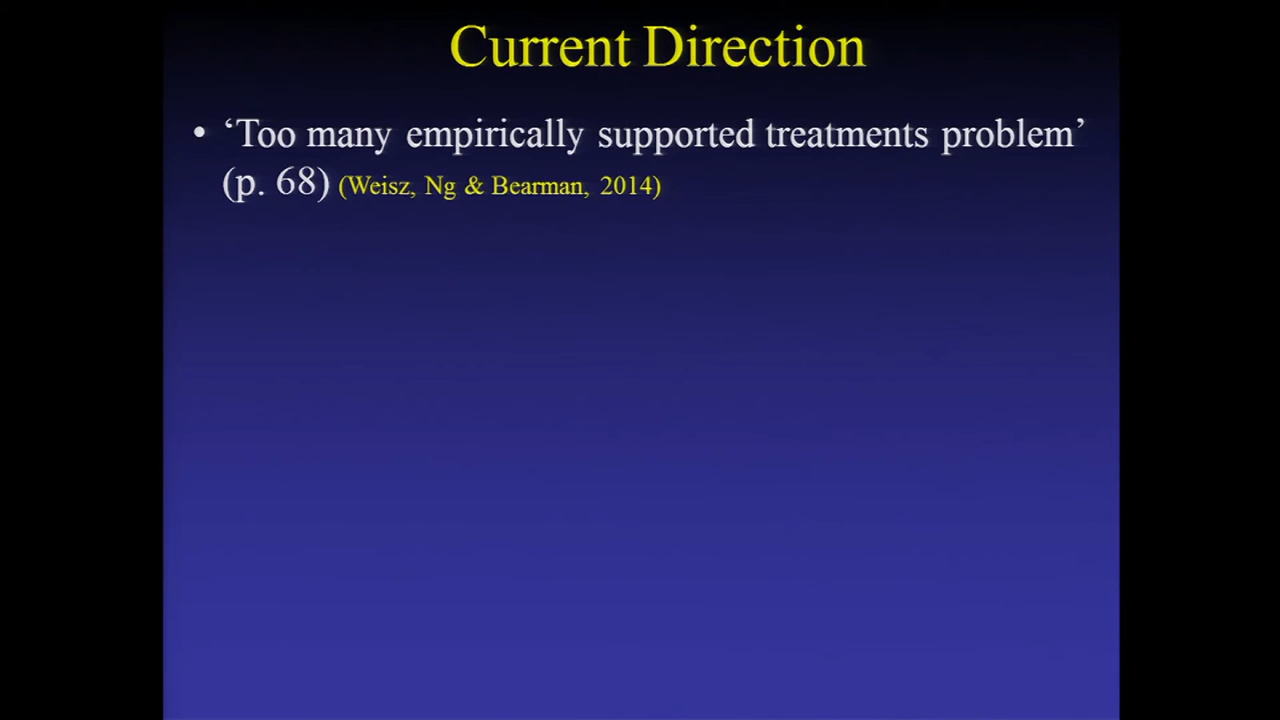 Current Direction
• ‘Too many empirically supported treatments problem’
(p. 68) (Weisz, Ng & Bearman, 2014)